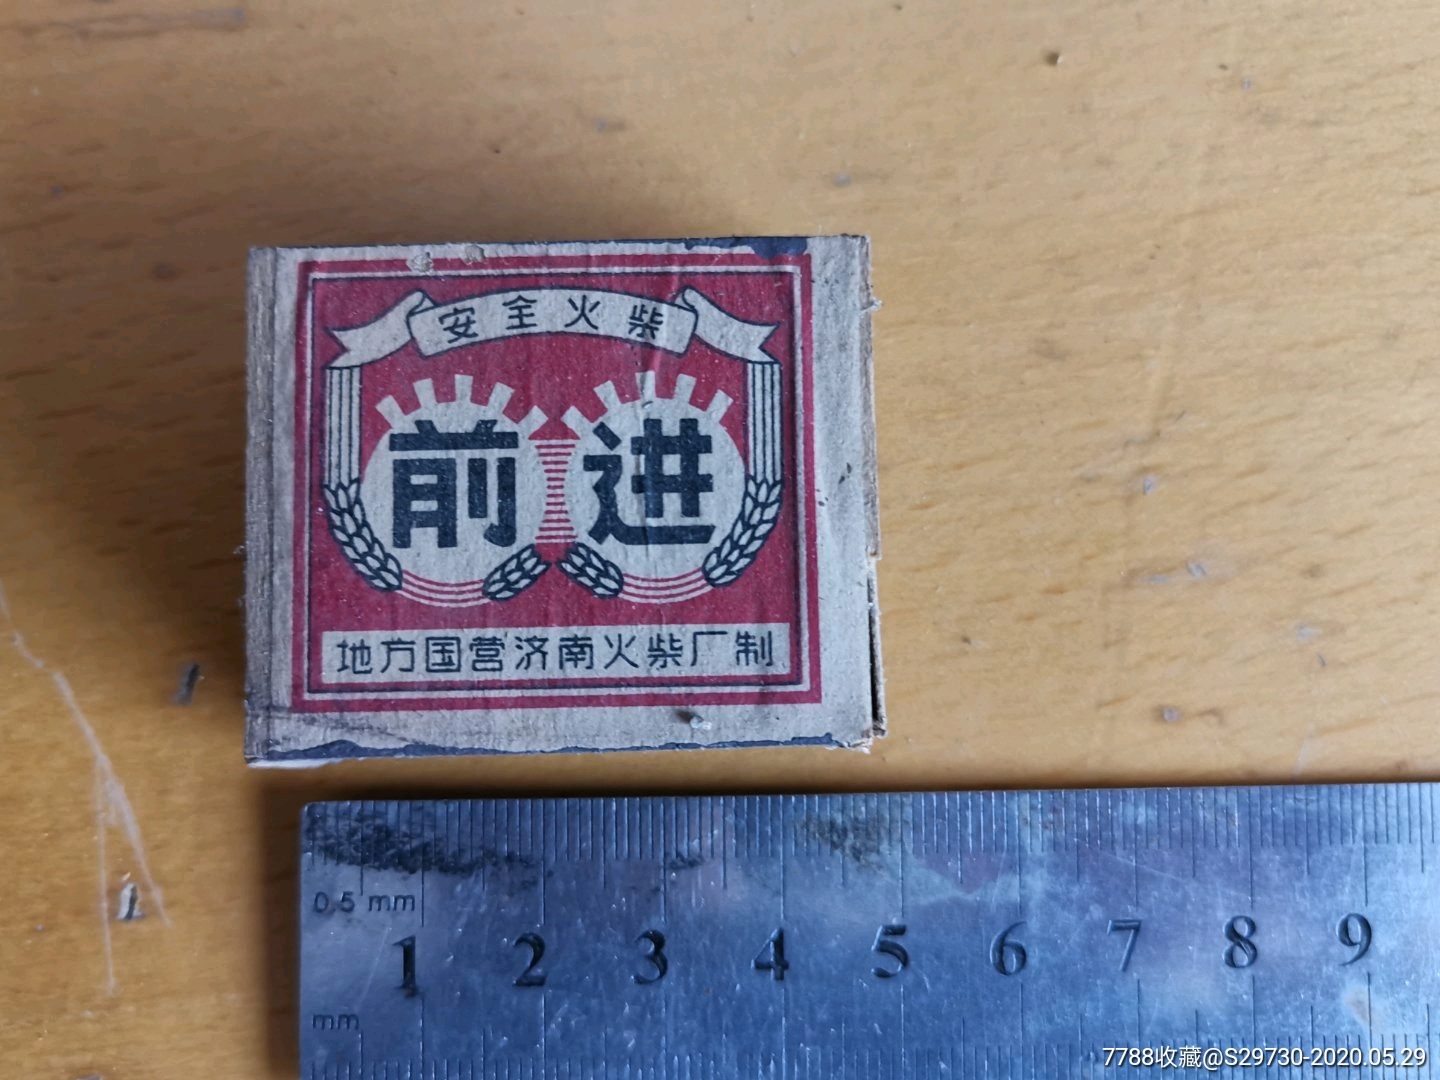 安全火柴
前进
地方国营济南火柴厂制
0.5 mm
1 2 3 4 5 6 7 8 9
mm
7788收藏@S29730-2020.05.29